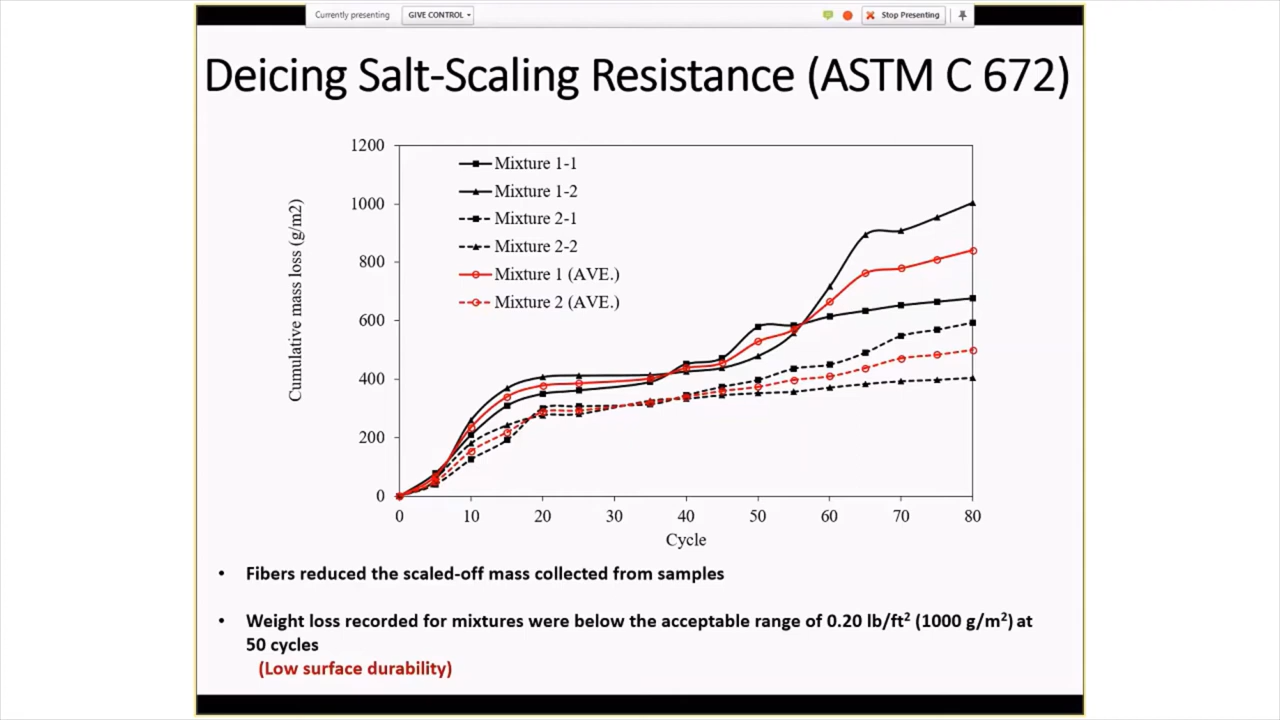 Currently presenting
GIVE CONTROL
Stop Presenting
Deicing Salt-Scaling Resistance (ASTM C 672)
1200
1000
800
600
400
200
0
Cumulative mass loss (g/m2)
Mixture 1-1
Mixture 1-2
Mixture 2-1
Mixture 2-2
Mixture 1 (AVE.)
Mixture 2 (AVE.)
0 10 20 30 40 50 60 70 80
Cycle
• Fibers reduced the scaled-off mass collected from samples
• Weight loss recorded for mixtures were below the acceptable range of 0.20 lb/ft² (1000 g/m²) at
50 cycles
(Low surface durability)